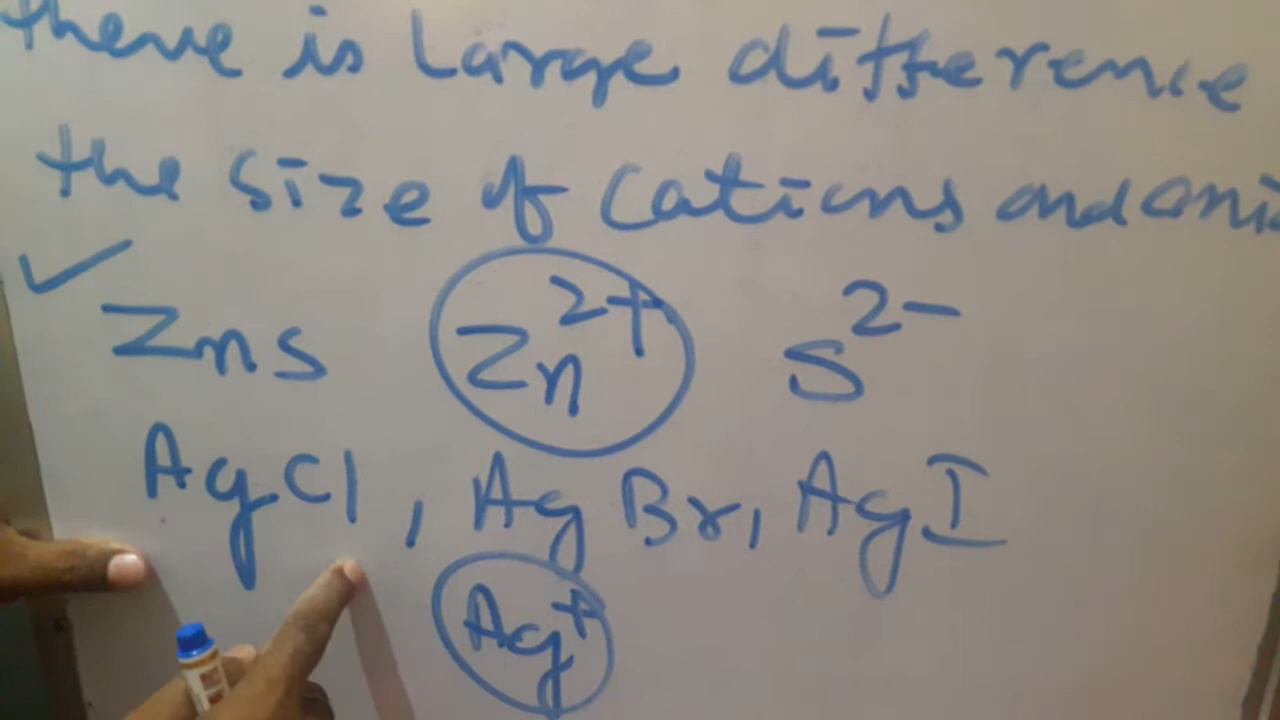 there is Large difference
the size of Cations and ani
✓ ZnS Zn²⁺ S²⁻
AgCl, AgBr, AgI
Ag⁺